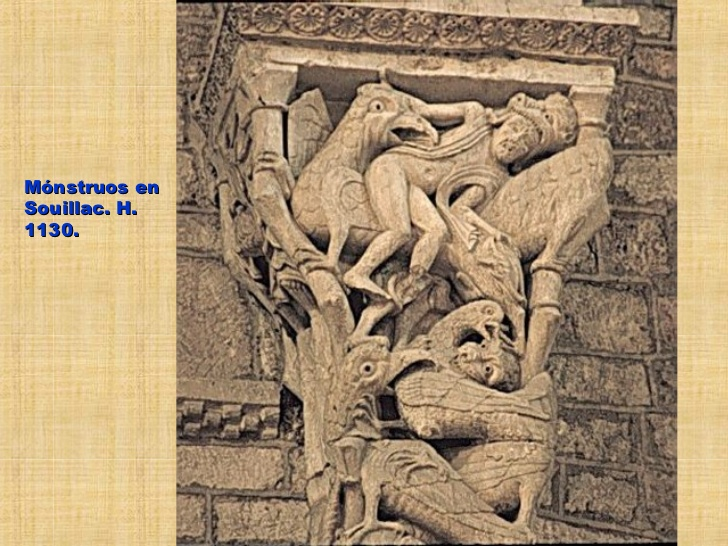 Mónstruos en
Souillac. H.
1130.